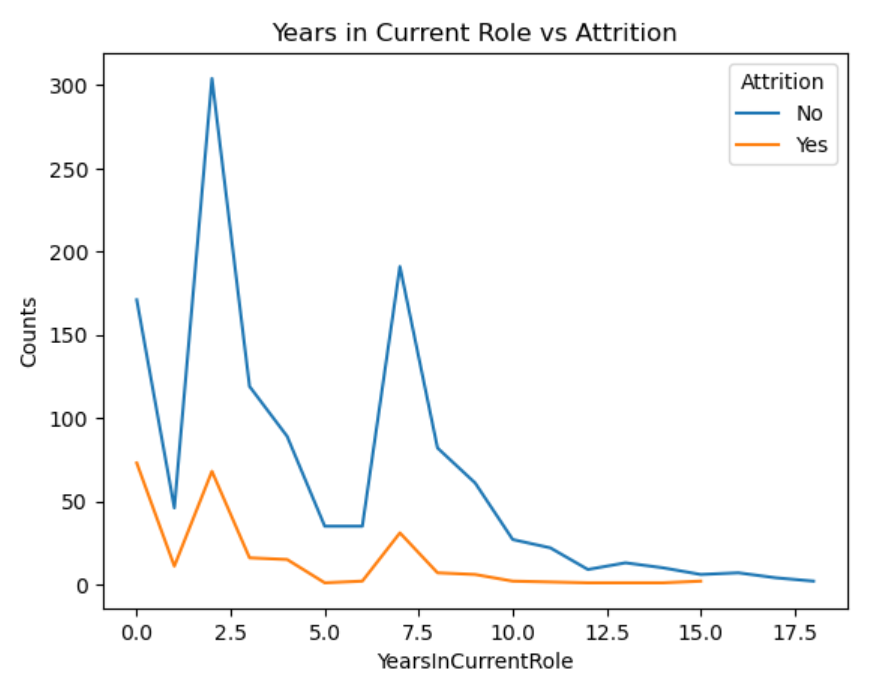 Years in Current Role vs Attrition
Attrition
No
Yes
300
250
200
150
100
50
0
Counts
0.0 2.5 5.0 7.5 10.0 12.5 15.0 17.5
YearsInCurrentRole